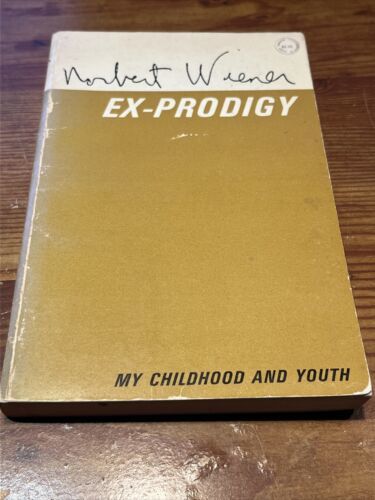 Norbert Wiener
EX-PRODIGY
MY CHILDHOOD AND YOUTH